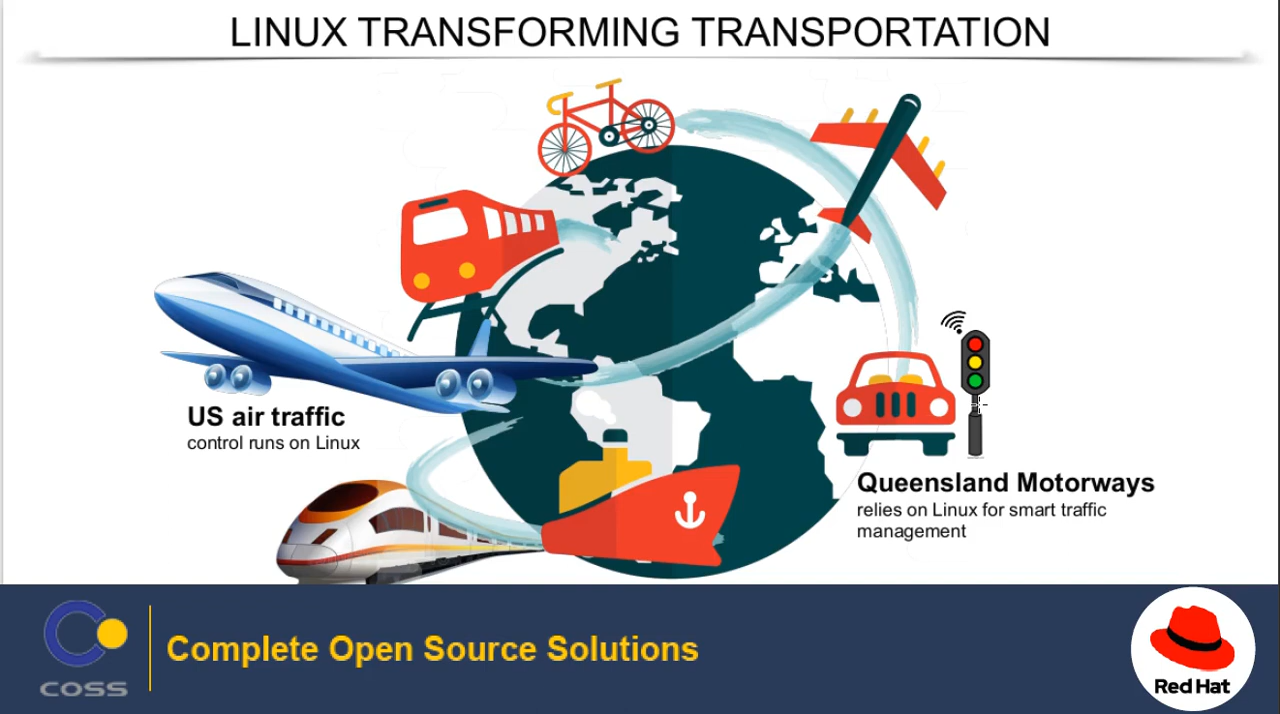 LINUX TRANSFORMING TRANSPORTATION
US air traffic
control runs on Linux
Queensland Motorways
relies on Linux for smart traffic
management
Complete Open Source Solutions
COSS
Red Hat